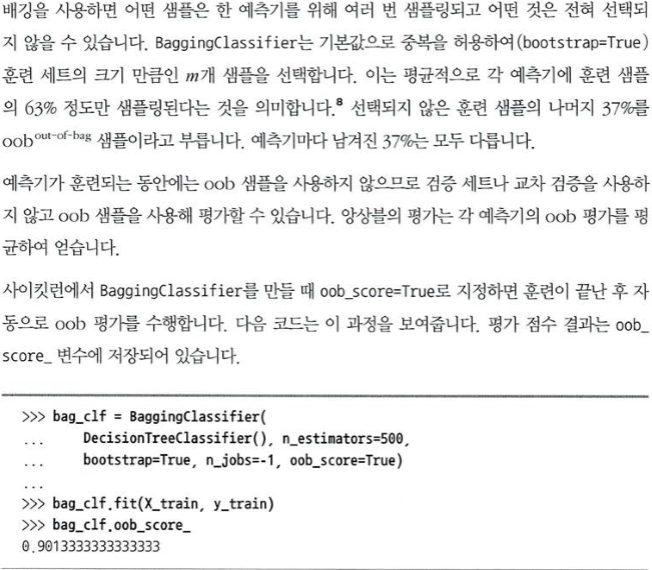 배깅을 사용하면 어떤 샘플은 한 예측기를 위해 여러 번 샘플링되고 어떤 것은 전혀 선택되
지 않을 수 있습니다. BaggingClassifier는 기본값으로 중복을 허용하여(bootstrap=True)
훈련 세트의 크기 만큼인 m개 샘플을 선택합니다. 이는 평균적으로 각 예측기에 훈련 샘플
의 63% 정도만 샘플링된다는 것을 의미합니다.8 선택되지 않은 훈련 샘플의 나머지 37%를
oob out-of-bag 샘플이라고 부릅니다. 예측기마다 남겨진 37%는 모두 다릅니다.
예측기가 훈련되는 동안에는 oob 샘플을 사용하지 않으므로 검증 세트나 교차 검증을 사용하
지 않고 oob 샘플을 사용해 평가할 수 있습니다. 앙상블의 평가는 각 예측기의 oob 평가를 평
균하여 얻습니다.
사이킷런에서 BaggingClassifier를 만들 때 oob_score=True로 지정하면 훈련이 끝난 후 자
동으로 oob 평가를 수행합니다. 다음 코드는 이 과정을 보여줍니다. 평가 점수 결과는 oob_
score_ 변수에 저장되어 있습니다.
>>> bag_clf = BaggingClassifier(
...     DecisionTreeClassifier(), n_estimators=500,
...     bootstrap=True, n_jobs=-1, oob_score=True)
...
>>> bag_clf.fit(X_train, y_train)
>>> bag_clf.oob_score_
0.9013333333333333